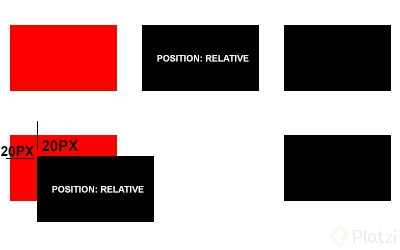 POSITION: RELATIVE
20PX
20PX
POSITION: RELATIVE
Platzi